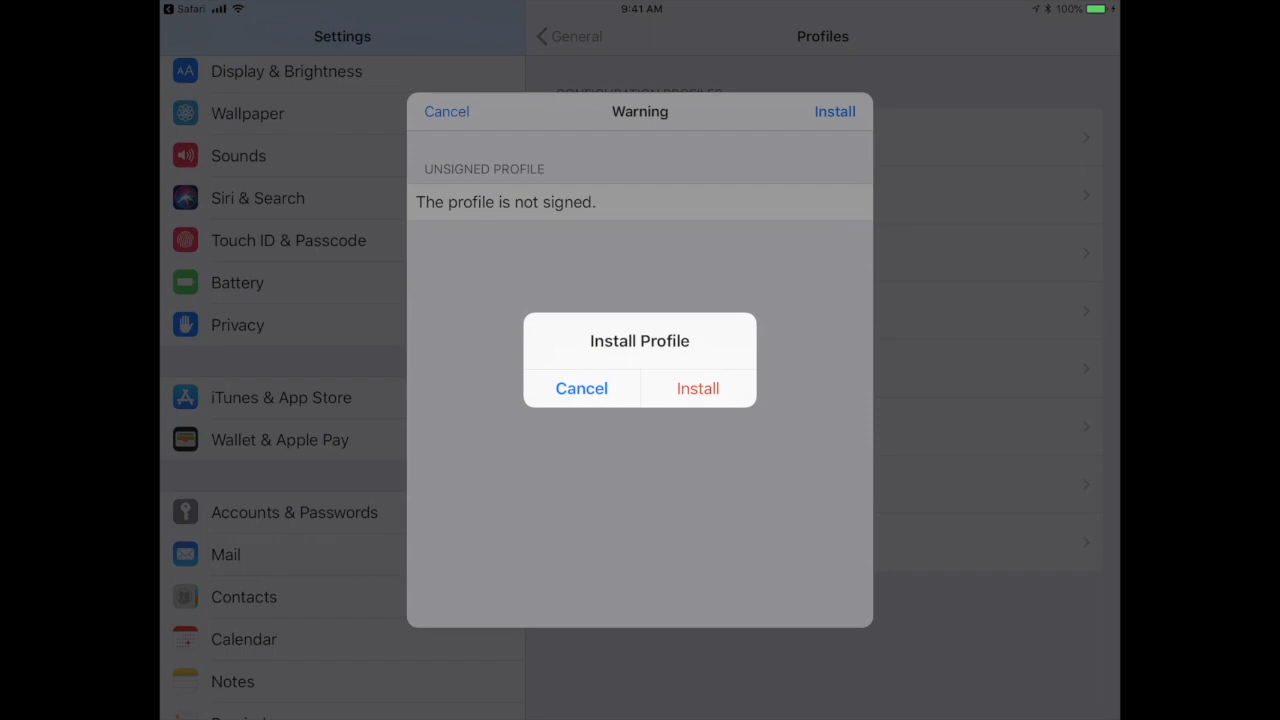 Safari
9:41 AM
100%
Settings
General
Profiles
Display & Brightness
Wallpaper
Sounds
Siri & Search
Touch ID & Passcode
Battery
Privacy
iTunes & App Store
Wallet & Apple Pay
Accounts & Passwords
Mail
Contacts
Calendar
Notes
CONFIGURATION PROFILES
Cancel
Warning
Install
UNSIGNED PROFILE
The profile is not signed.
Install Profile
Cancel
Install